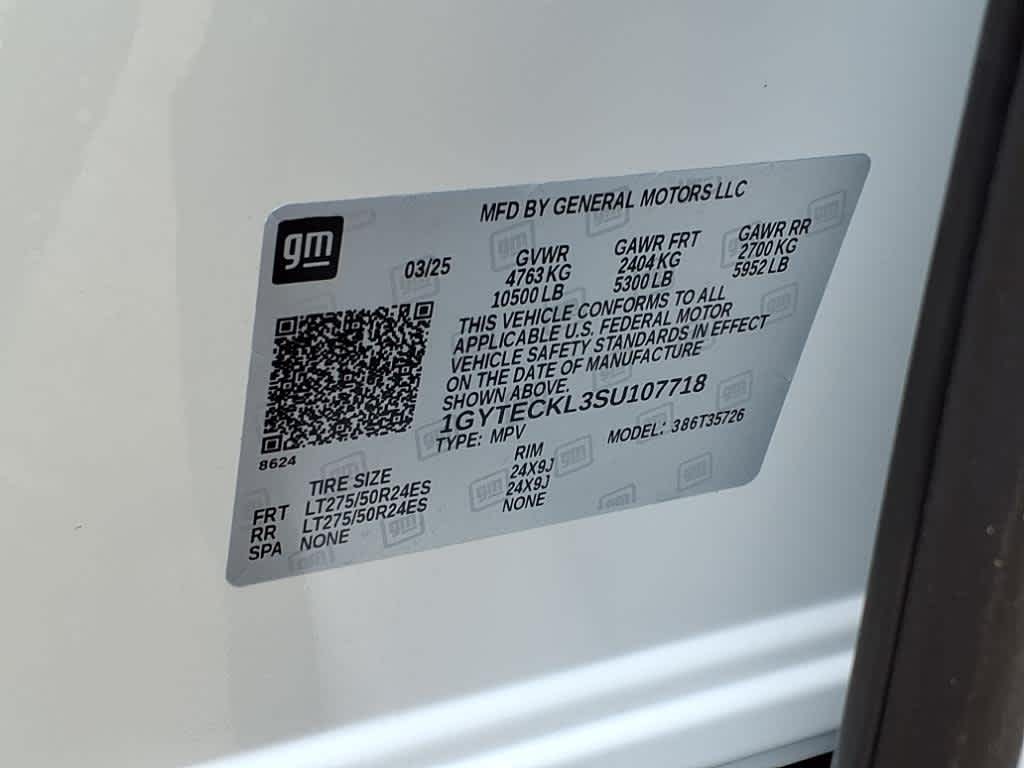 MFD BY GENERAL MOTORS LLC
gm
03/25
GVWR
4763 KG
10500 LB
GAWR FRT
2404 KG
5300 LB
GAWR RR
2700 KG
5952 LB
THIS VEHICLE CONFORMS TO ALL
APPLICABLE U.S. FEDERAL MOTOR
VEHICLE SAFETY STANDARDS IN EFFECT
ON THE DATE OF MANUFACTURE
SHOWN ABOVE.
1GYTECKL3SU107718
TYPE: MPV MODEL: 386T35726
8624
TIRE SIZE RIM
FRT LT275/50R24ES 24X9J
RR LT275/50R24ES 24X9J
SPA NONE NONE